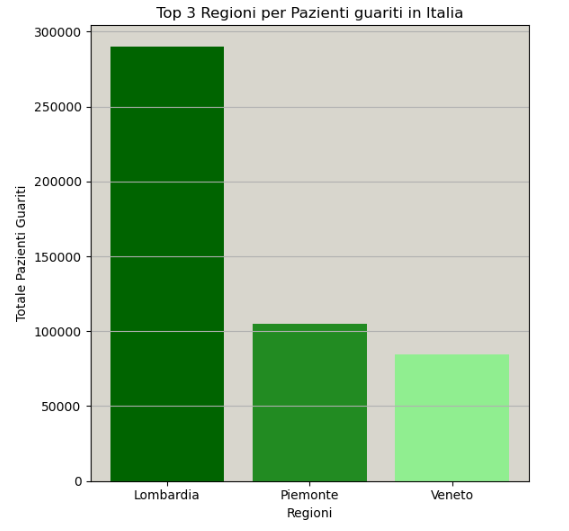 Top 3 Regioni per Pazienti guariti in Italia
Totale Pazienti Guariti
300000
250000
200000
150000
100000
50000
0
Lombardia Piemonte Veneto
Regioni